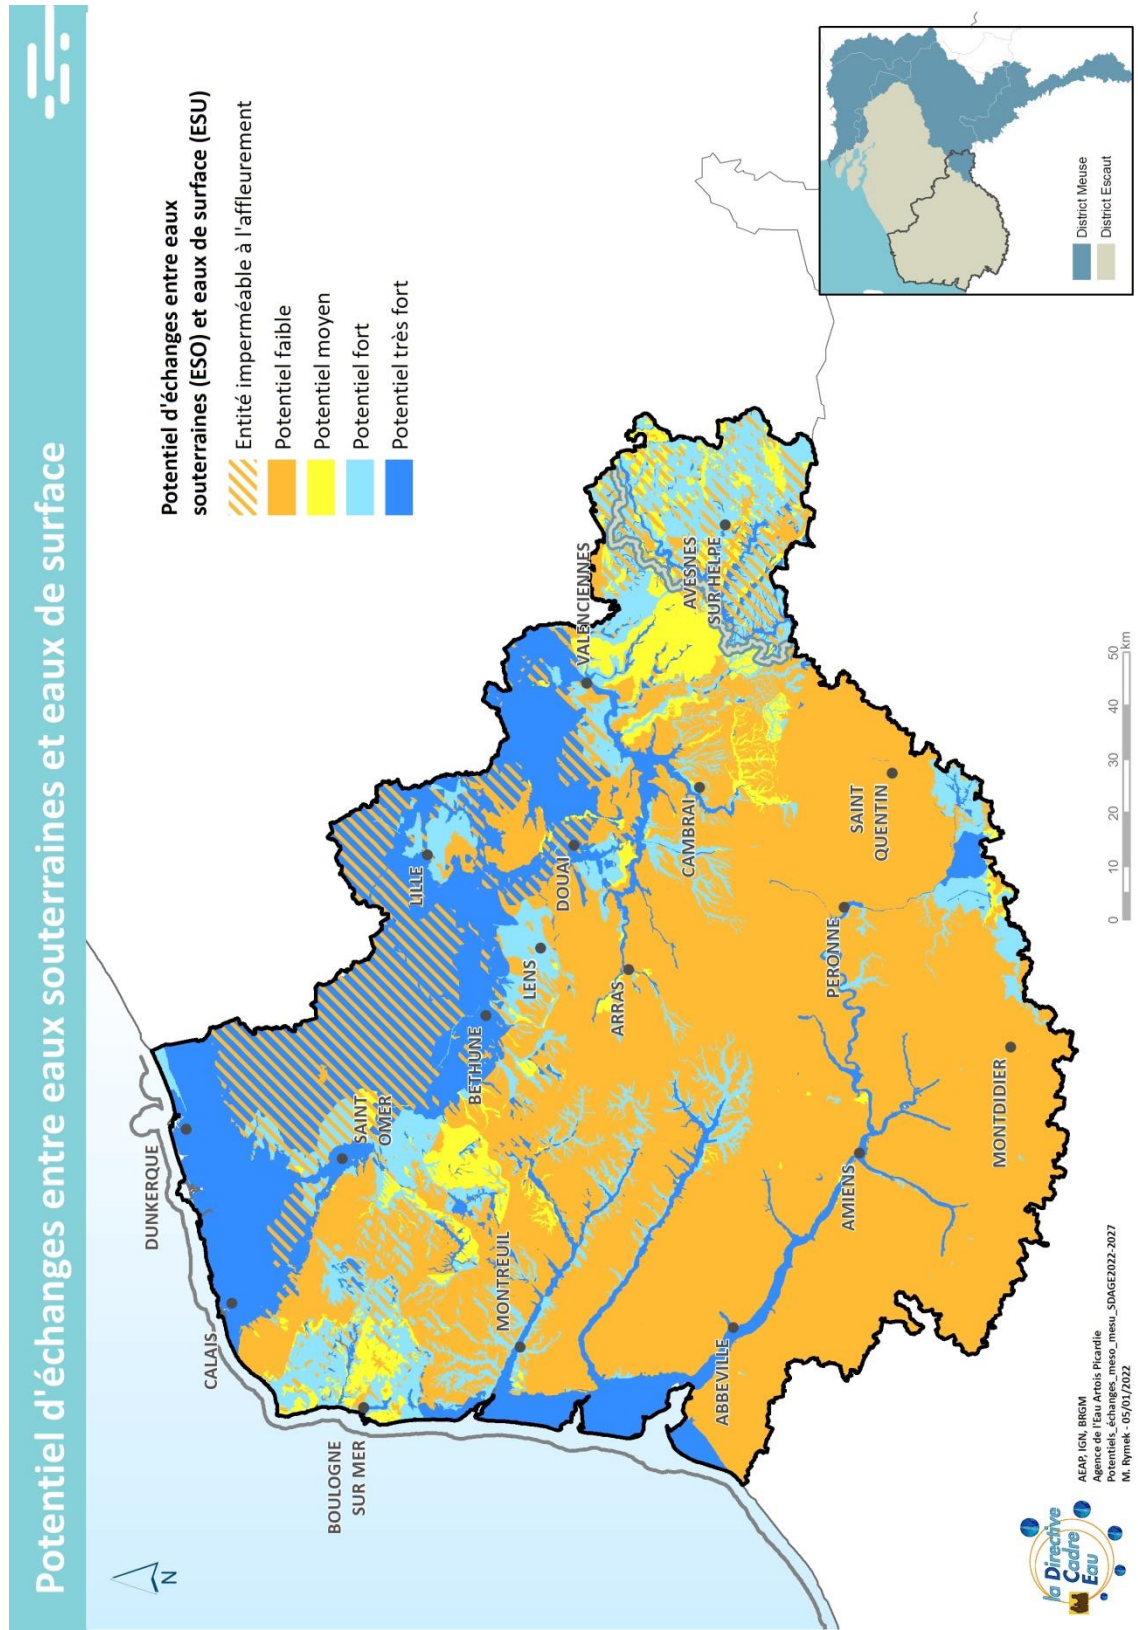 Potentiel d'échanges entre eaux souterraines et eaux de surface
N
Potentiel d'échanges entre eaux
souterraines (ESO) et eaux de surface (ESU)
Entité imperméable à l'affleurement
Potentiel faible
Potentiel moyen
Potentiel fort
Potentiel très fort
DUNKERQUE
CALAIS
SAINT
OMER
BOULOGNE
SUR MER
LILLE
BETHUNE
LENS
MONTREUIL
DOUAI
VALENCIENNES
ARRAS
CAMBRAI
AVESNES
SUR HELPE
ABBEVILLE
AMIENS
PERONNE
SAINT
QUENTIN
MONTDIDIER
la Directive
Cadre
Eau
AEAP, IGN, BRGM
Agence de l'Eau Artois Picardie
Potentiels_échanges_meso_mesu_SDAGE2022-2027
M. Rymek - 05/01/2022
0 10 20 30 40 50
km
District Meuse
District Escaut